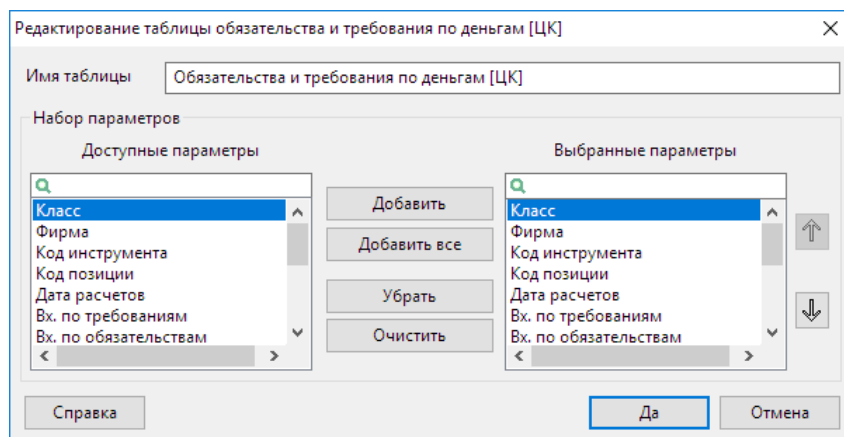 Редактирование таблицы обязательства и требования по деньгам [ЦК]
Имя таблицы
Обязательства и требования по деньгам [ЦК]
Набор параметров
Доступные параметры
Класс
Фирма
Код инструмента
Код позиции
Дата расчетов
Вх. по требованиям
Вх. по обязательствам
Добавить
Добавить все
Убрать
Очистить
Выбранные параметры
Класс
Фирма
Код инструмента
Код позиции
Дата расчетов
Вх. по требованиям
Вх. по обязательствам
Справка
Да
Отмена